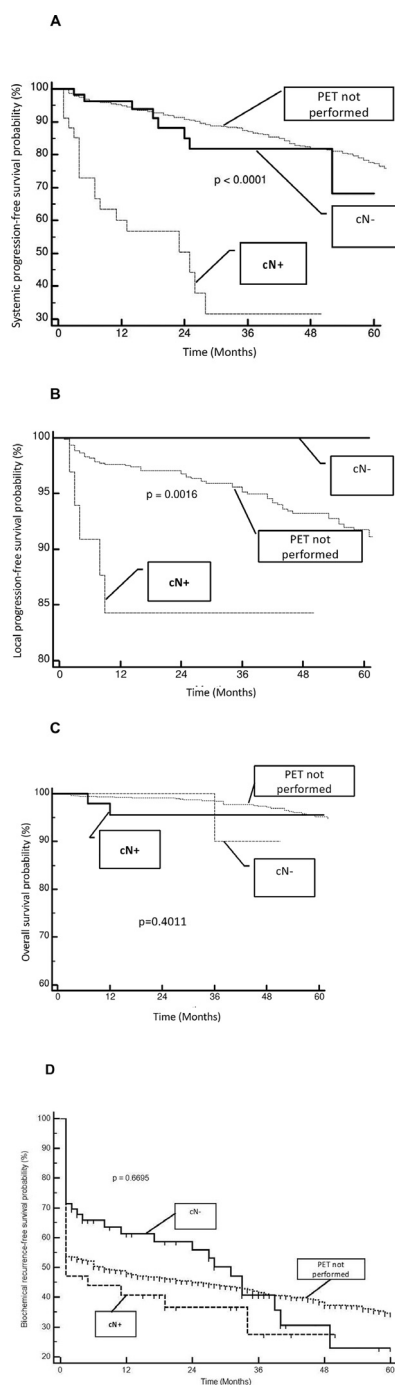 A
Systemic progression-free survival probability (%)
100
90
80
70
60
50
40
30
PET not
performed
p < 0.0001
cN-
cN+
0 12 24 36 48 60
Time (Months)
B
Local progression-free survival probability (%)
100
95
90
85
80
cN-
p = 0.0016
PET not
performed
cN+
0 12 24 36 48 60
Time (Months)
C
Overall survival probability (%)
100
90
80
70
60
PET not
performed
cN+
cN-
p=0.4011
0 12 24 36 48 60
Time (Months)
D
Biochemical recurrence-free survival probability (%)
100
90
80
70
60
50
40
30
20
p = 0.6695
cN-
PET not
performed
cN+
0 12 24 36 48 60
Time (Months)